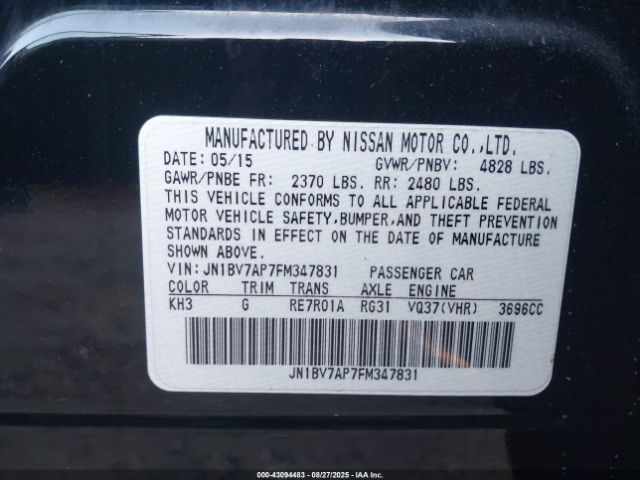 MANUFACTURED BY NISSAN MOTOR CO.,LTD.
DATE: 05/15 GVWR/PNBV: 4828 LBS.
GAWR/PNBE FR: 2370 LBS. RR: 2480 LBS.
THIS VEHICLE CONFORMS TO ALL APPLICABLE FEDERAL
MOTOR VEHICLE SAFETY,BUMPER,AND THEFT PREVENTION
STANDARDS IN EFFECT ON THE DATE OF MANUFACTURE
SHOWN ABOVE.
VIN: JN1BV7AP7FM347831 PASSENGER CAR
COLOR TRIM TRANS AXLE ENGINE
KH3 G RE7R01A RG31 VQ37(VHR) 3696CC
JN1BV7AP7FM347831
000-43094483 - 08/27/2025 - IAA Inc.